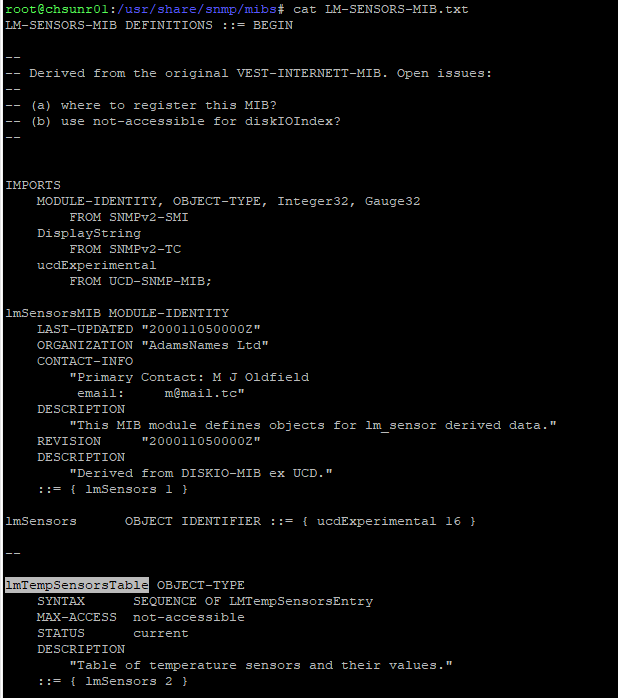 root@chsunr01:/usr/share/snmp/mibs# cat LM-SENSORS-MIB.txt
LM-SENSORS-MIB DEFINITIONS ::= BEGIN
--
-- Derived from the original VEST-INTERNETT-MIB. Open issues:
--
-- (a) where to register this MIB?
-- (b) use not-accessible for diskIOIndex?
--
IMPORTS
    MODULE-IDENTITY, OBJECT-TYPE, Integer32, Gauge32
        FROM SNMPv2-SMI
    DisplayString
        FROM SNMPv2-TC
    ucdExperimental
        FROM UCD-SNMP-MIB;
lmSensorsMIB MODULE-IDENTITY
    LAST-UPDATED "200011050000Z"
    ORGANIZATION "AdamsNames Ltd"
    CONTACT-INFO
        "Primary Contact: M J Oldfield
         email:     m@mail.tc"
    DESCRIPTION
        "This MIB module defines objects for lm_sensor derived data."
    REVISION     "200011050000Z"
    DESCRIPTION
        "Derived from DISKIO-MIB ex UCD."
    ::= { lmSensors 1 }
lmSensors      OBJECT IDENTIFIER ::= { ucdExperimental 16 }
--
lmTempSensorsTable OBJECT-TYPE
    SYNTAX      SEQUENCE OF LMTempSensorsEntry
    MAX-ACCESS  not-accessible
    STATUS      current
    DESCRIPTION
        "Table of temperature sensors and their values."
    ::= { lmSensors 2 }